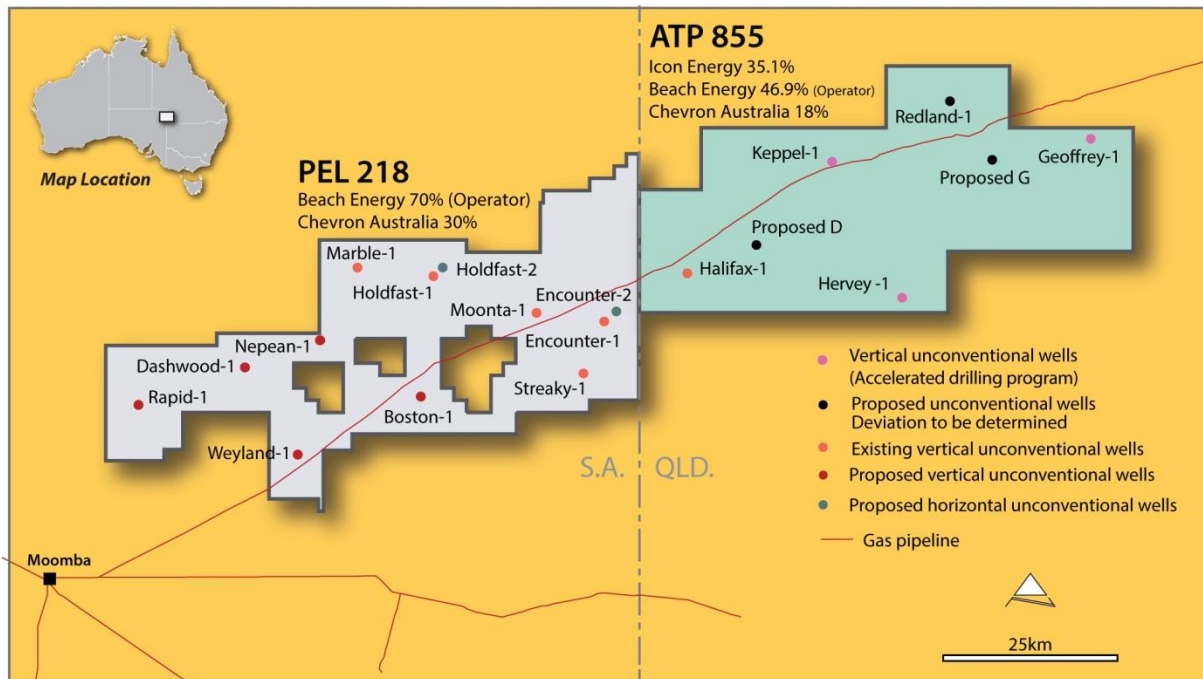 ATP 855
Icon Energy 35.1%
Beach Energy 46.9% (Operator)
Chevron Australia 18%
Map Location
PEL 218
Beach Energy 70% (Operator)
Chevron Australia 30%
Redland-1
Keppel-1
Geoffrey-1
Proposed G
Proposed D
Halifax-1
Hervey -1
Marble-1
Holdfast-2
Holdfast-1
Encounter-2
Moonta-1
Encounter-1
Nepean-1
Dashwood-1
Streaky-1
Rapid-1
Boston-1
Weyland-1
S.A.
QLD.
Vertical unconventional wells
(Accelerated drilling program)
Proposed unconventional wells
Deviation to be determined
Existing vertical unconventional wells
Proposed vertical unconventional wells
Proposed horizontal unconventional wells
Gas pipeline
Moomba
25km